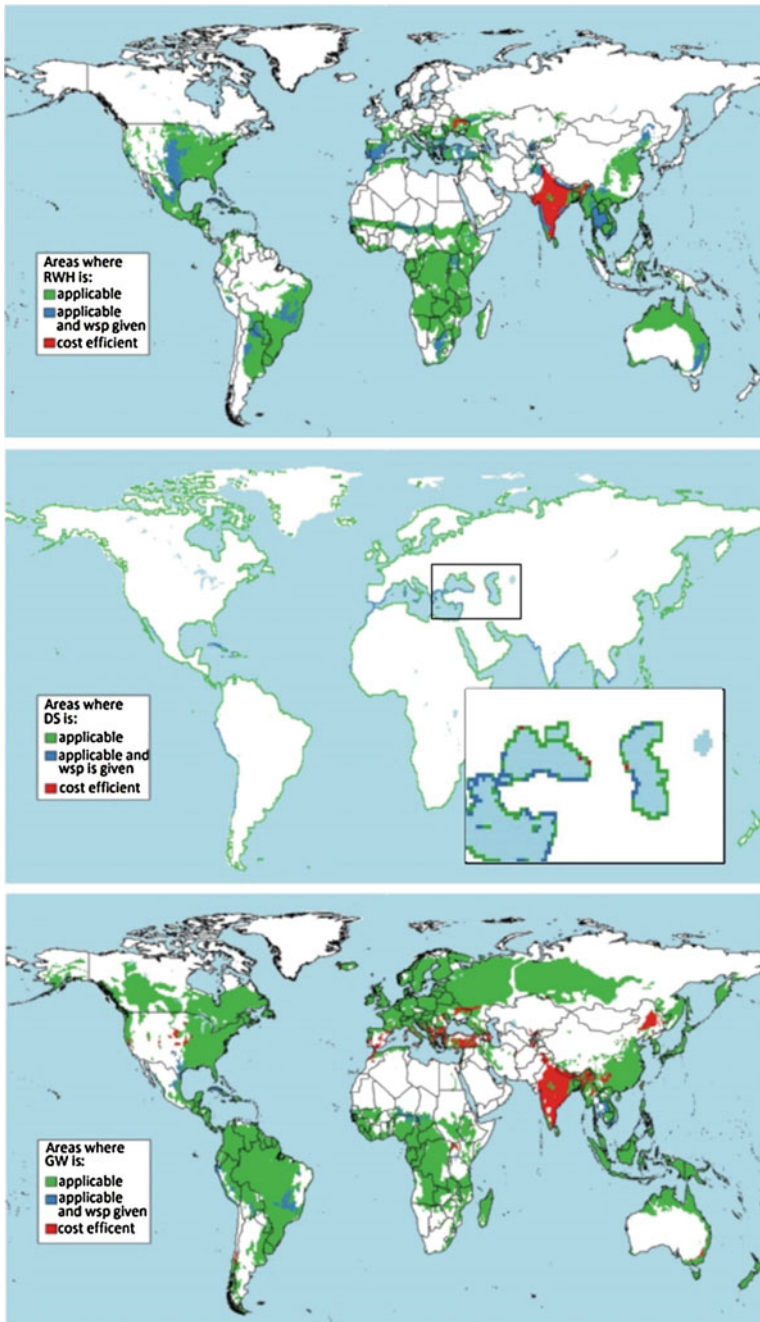 Areas where
RWH is:
applicable
applicable
and wsp given
cost efficient
Areas where
DS is:
applicable
applicable and
wsp is given
cost efficient
Areas where
GW is:
applicable
applicable
and wsp given
cost efficent